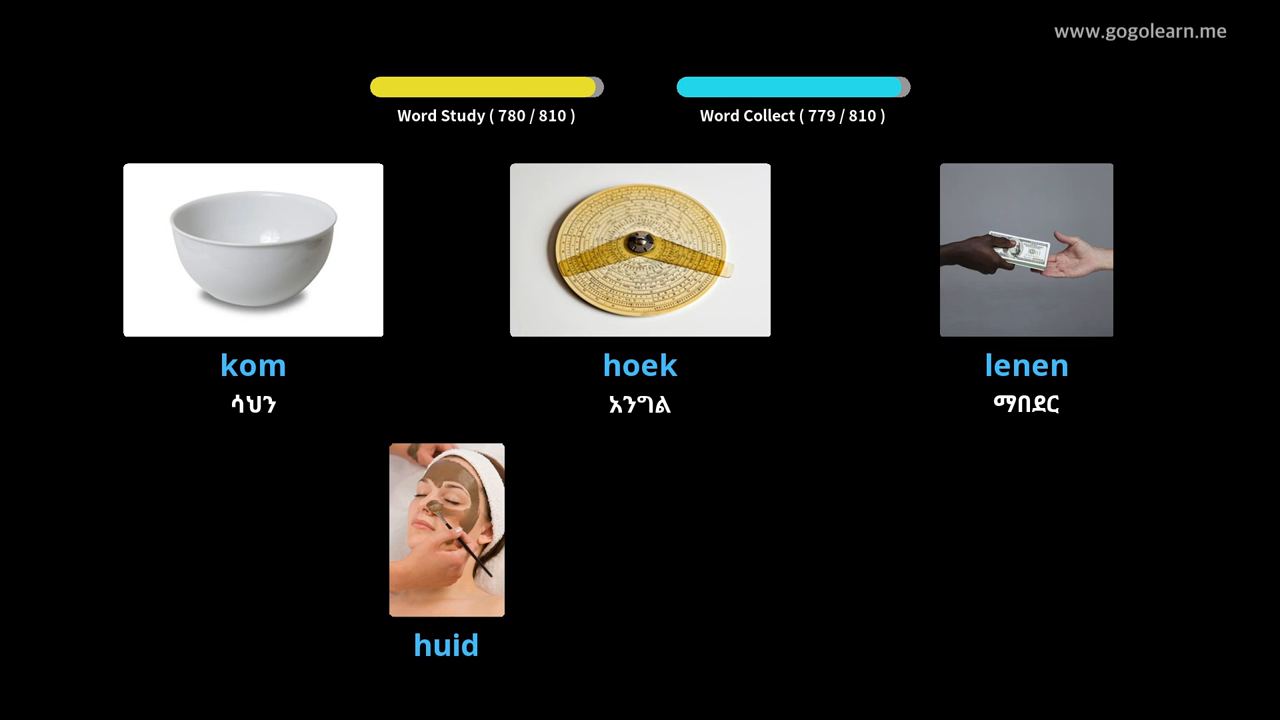 www.gogolearn.me
Word Study ( 780 / 810 )
Word Collect ( 779 / 810 )
kom
hoek
lenen
ሳህን
አንግል
ማበደር
huid